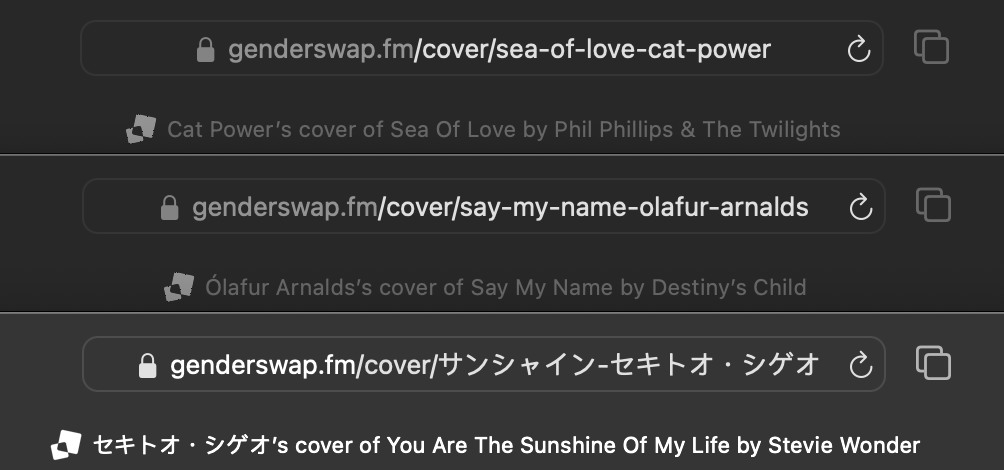 genderswap.fm/cover/sea-of-love-cat-power
Cat Power’s cover of Sea Of Love by Phil Phillips & The Twilights
genderswap.fm/cover/say-my-name-olafur-arnalds
Ólafur Arnalds’s cover of Say My Name by Destiny’s Child
genderswap.fm/cover/サンシャイン-セキトオ・シゲオ
セキトオ・シゲオ’s cover of You Are The Sunshine Of My Life by Stevie Wonder